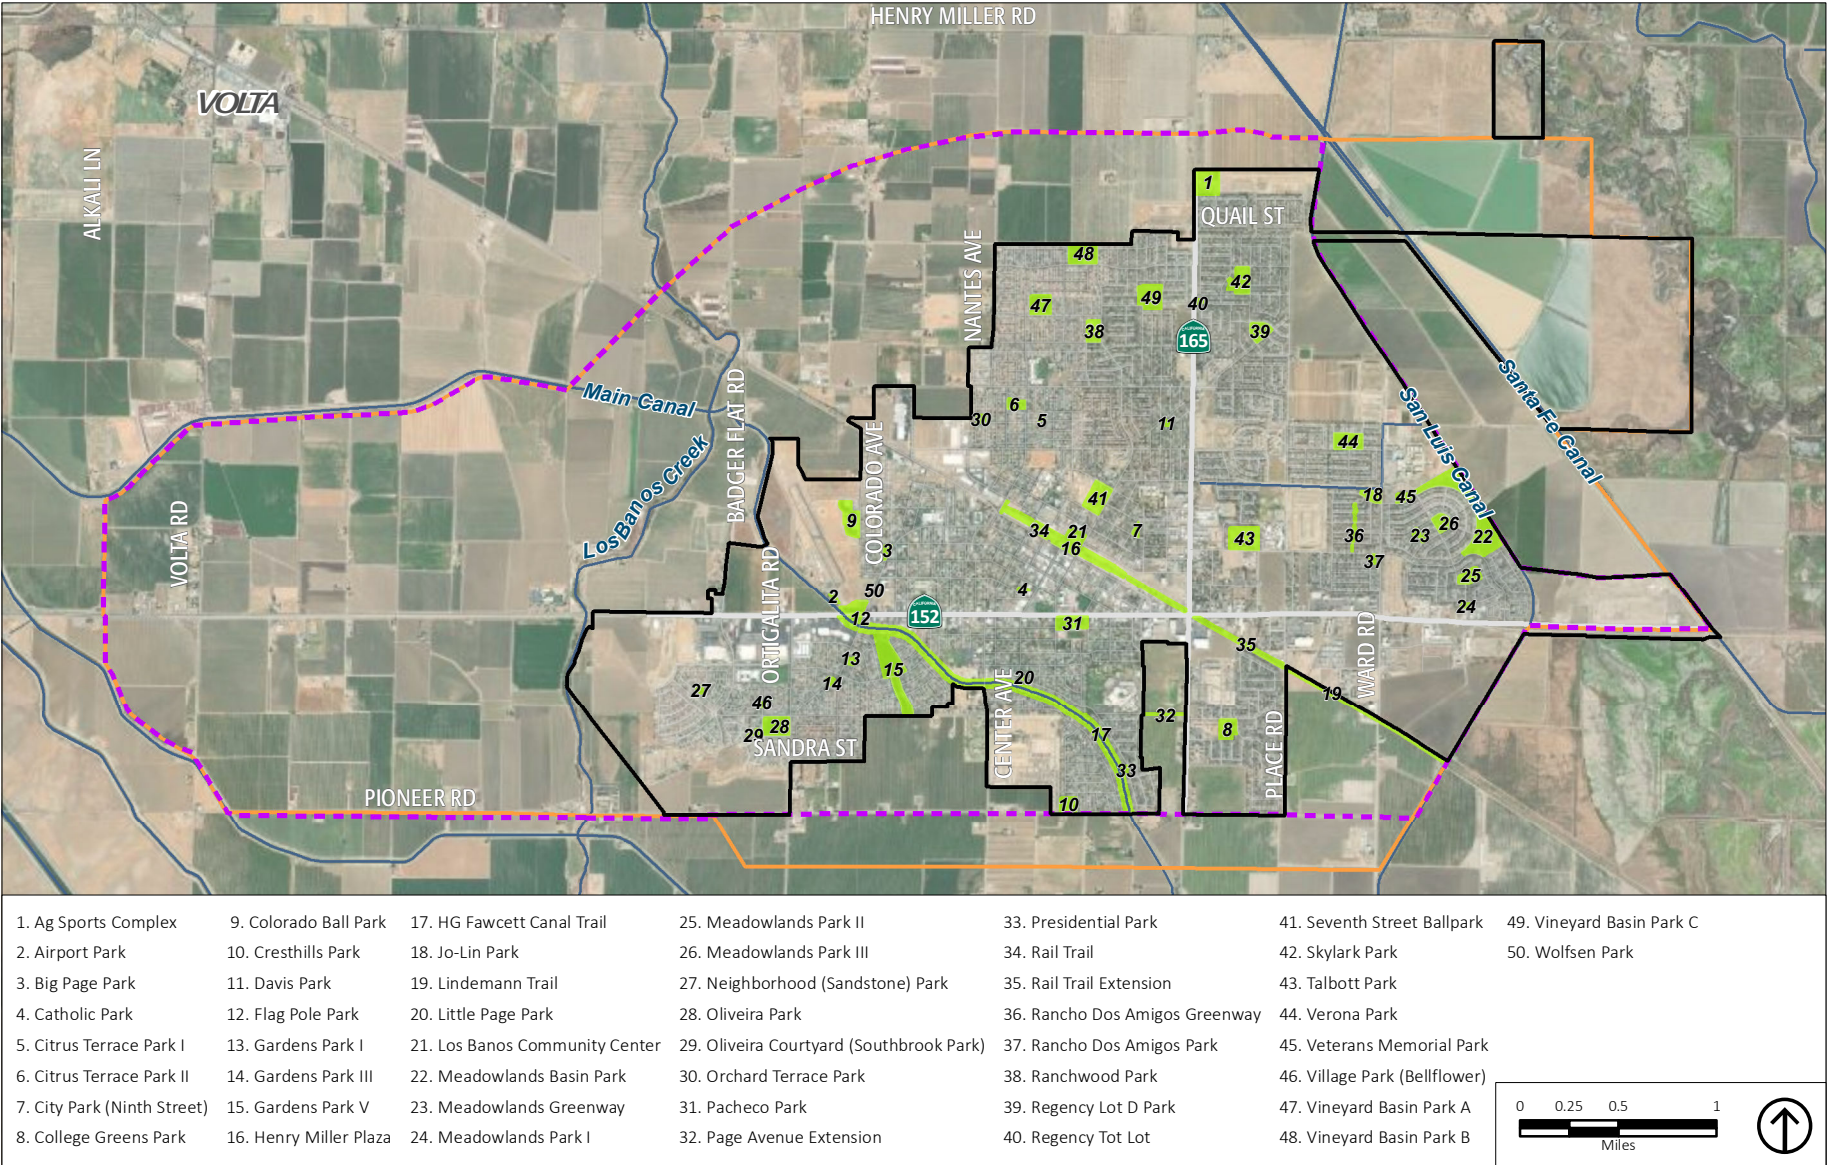 HENRY MILLER RD
VOLTA
ALKALI LN
1
QUAIL ST
NANTES AVE
48
42
47
49
40
38
CALIFORNIA
165
39
Main Canal
BADGER FLAT RD
Santa Fe Canal
San Luis Canal
6
30
5
11
COLORADO AVE
44
Los Banos Creek
VOLTA RD
41
18
45
9
34
21
7
43
36
23
26
22
3
16
37
ORTIGALITA RD
25
2
50
4
24
12
CALIFORNIA
152
31
WARD RD
13
15
35
14
20
27
19
46
CENTER AVE
32
28
29
8
17
SANDRA ST
PLACE RD
33
PIONEER RD
10
1. Ag Sports Complex
2. Airport Park
3. Big Page Park
4. Catholic Park
5. Citrus Terrace Park I
6. Citrus Terrace Park II
7. City Park (Ninth Street)
8. College Greens Park
9. Colorado Ball Park
10. Cresthills Park
11. Davis Park
12. Flag Pole Park
13. Gardens Park I
14. Gardens Park III
15. Gardens Park V
16. Henry Miller Plaza
17. HG Fawcett Canal Trail
18. Jo-Lin Park
19. Lindemann Trail
20. Little Page Park
21. Los Banos Community Center
22. Meadowlands Basin Park
23. Meadowlands Greenway
24. Meadowlands Park I
25. Meadowlands Park II
26. Meadowlands Park III
27. Neighborhood (Sandstone) Park
28. Oliveira Park
29. Oliveira Courtyard (Southbrook Park)
30. Orchard Terrace Park
31. Pacheco Park
32. Page Avenue Extension
33. Presidential Park
34. Rail Trail
35. Rail Trail Extension
36. Rancho Dos Amigos Greenway
37. Rancho Dos Amigos Park
38. Ranchwood Park
39. Regency Lot D Park
40. Regency Tot Lot
41. Seventh Street Ballpark
42. Skylark Park
43. Talbott Park
44. Verona Park
45. Veterans Memorial Park
46. Village Park (Bellflower)
47. Vineyard Basin Park A
48. Vineyard Basin Park B
49. Vineyard Basin Park C
50. Wolfsen Park
0 0.25 0.5 1
Miles